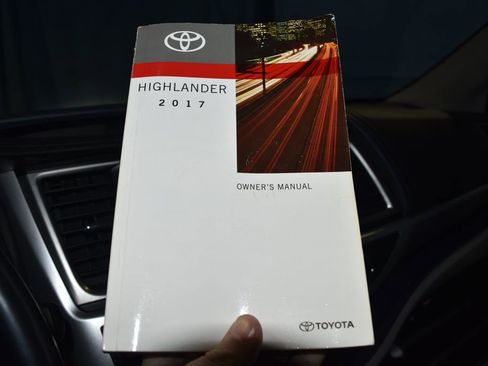 HIGHLANDER
2017
OWNER'S MANUAL
TOYOTA